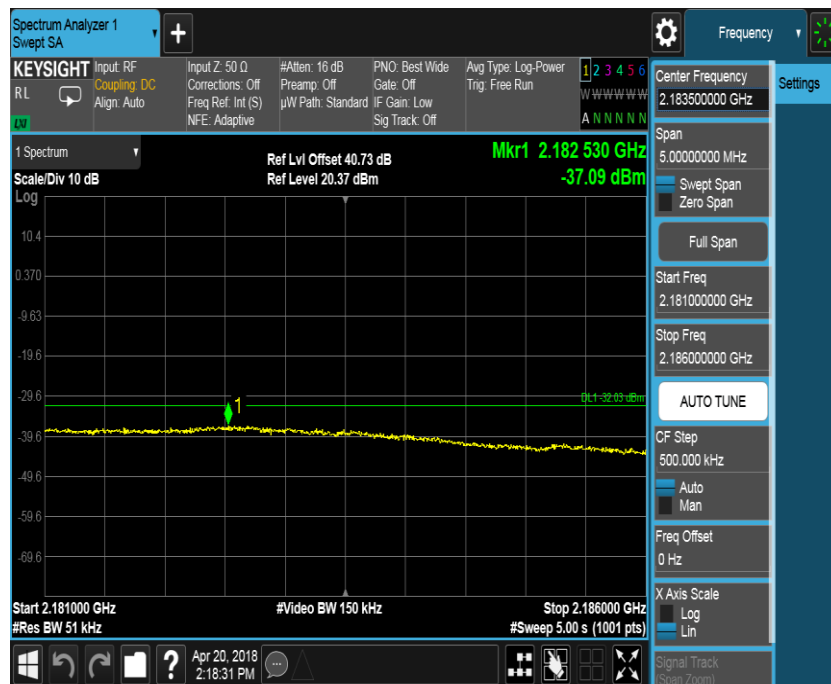 Spectrum Analyzer 1
Swept SA
Frequency
KEYSIGHT
RL
LXI
Input: RF
Coupling: DC
Align: Auto
Input Z: 50 Ω
Corrections: Off
Freq Ref: Int (S)
NFE: Adaptive
#Atten: 16 dB
Preamp: Off
µW Path: Standard
PNO: Best Wide
Gate: Off
IF Gain: Low
Sig Track: Off
Avg Type: Log-Power
Trig: Free Run
1 2 3 4 5 6
W W W W W W
A N N N N N
1 Spectrum
Scale/Div 10 dB
Ref Lvl Offset 40.73 dB
Ref Level 20.37 dBm
Mkr1 2.182 530 GHz
-37.09 dBm
Log
10.4
0.370
-9.63
-19.6
-29.6
-39.6
-49.6
-59.6
-69.6
1
DL1 -32.03 dBm
Start 2.181000 GHz
#Res BW 51 kHz
#Video BW 150 kHz
Stop 2.186000 GHz
#Sweep 5.00 s (1001 pts)
Center Frequency
2.183500000 GHz
Span
5.00000000 MHz
Swept Span
Zero Span
Full Span
Start Freq
2.181000000 GHz
Stop Freq
2.186000000 GHz
AUTO TUNE
CF Step
500.000 kHz
Auto
Man
Freq Offset
0 Hz
X Axis Scale
Log
Lin
Signal Track
(Span Zoom)
Settings
?
Apr 20, 2018
2:18:31 PM